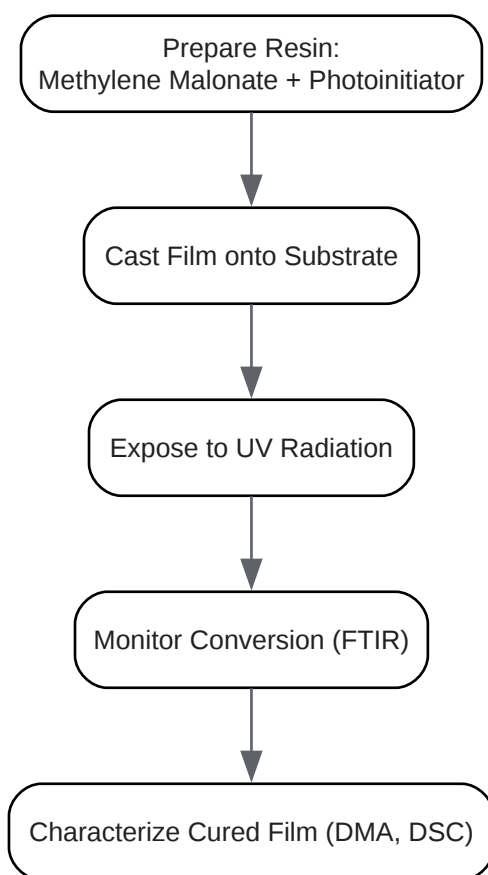 Prepare Resin:
Methylene Malonate + Photoinitiator
Cast Film onto Substrate
Expose to UV Radiation
Monitor Conversion (FTIR)
Characterize Cured Film (DMA, DSC)